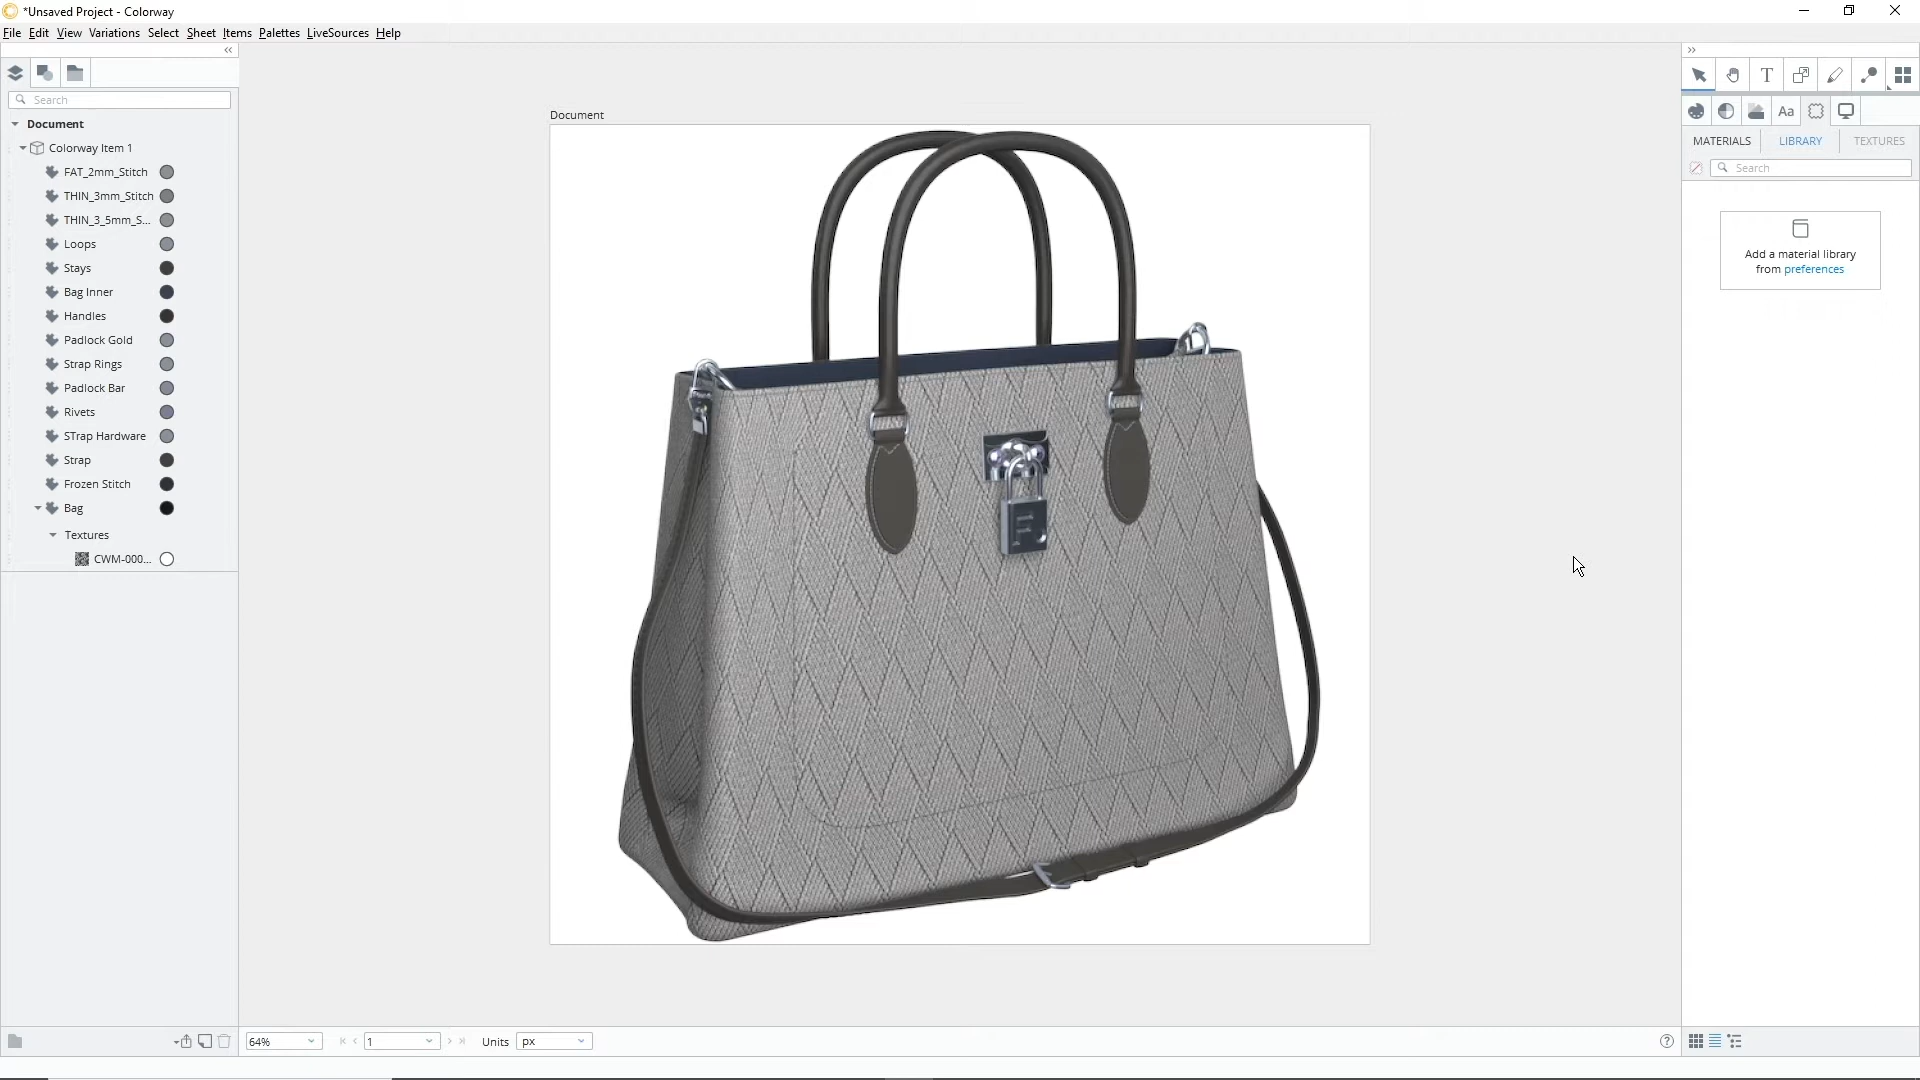 *Unsaved Project - Colorway
File Edit View Variations Select Sheet Items Palettes LiveSources Help
Search
Document
Colorway Item 1
FAT_2mm_Stitch
THIN_3mm_Stitch
THIN_3_5mm_S...
Loops
Stays
Bag Inner
Handles
Padlock Gold
Strap Rings
Padlock Bar
Rivets
STrap Hardware
Strap
Frozen Stitch
Bag
Textures
CWM-000...
Document
F.
64%
1
Units px
?
T
Aa
MATERIALS LIBRARY TEXTURES
Search
Add a material library
from preferences